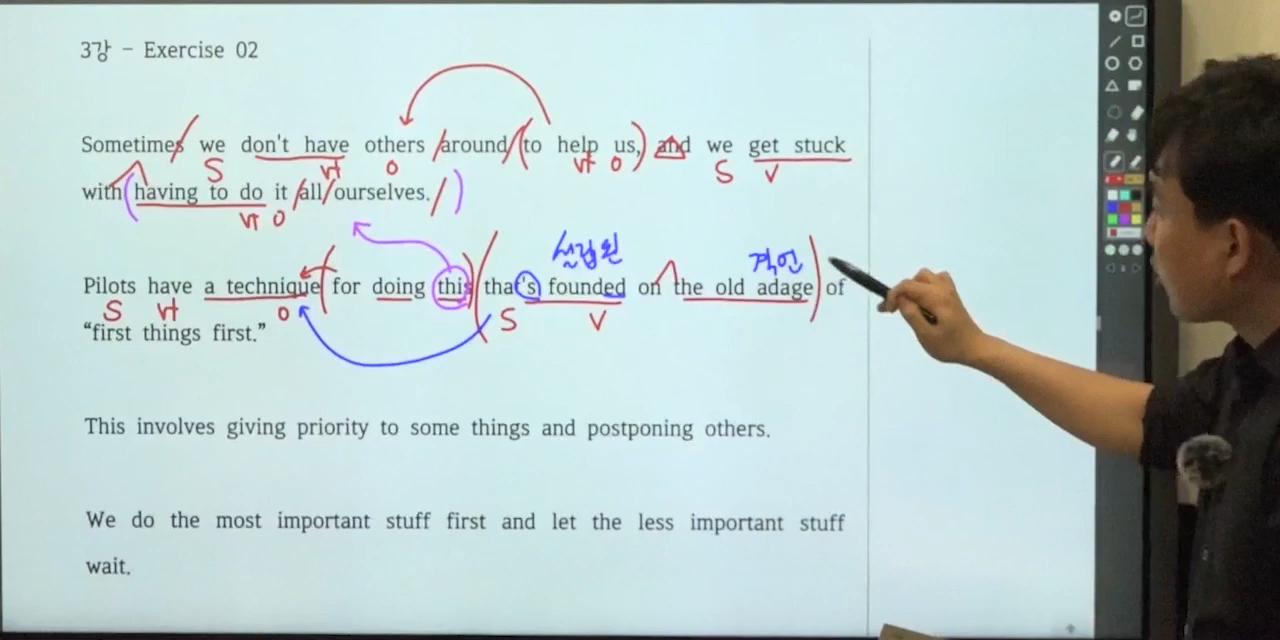 3강 - Exercise 02
Sometimes we don't have others around to help us, and we get stuck
S vt O vt O S V
with having to do it all ourselves.
vt O
설립된 격언
Pilots have a technique for doing this that's founded on the old adage of
S vt O S V
“first things first.”
This involves giving priority to some things and postponing others.
We do the most important stuff first and let the less important stuff
wait.